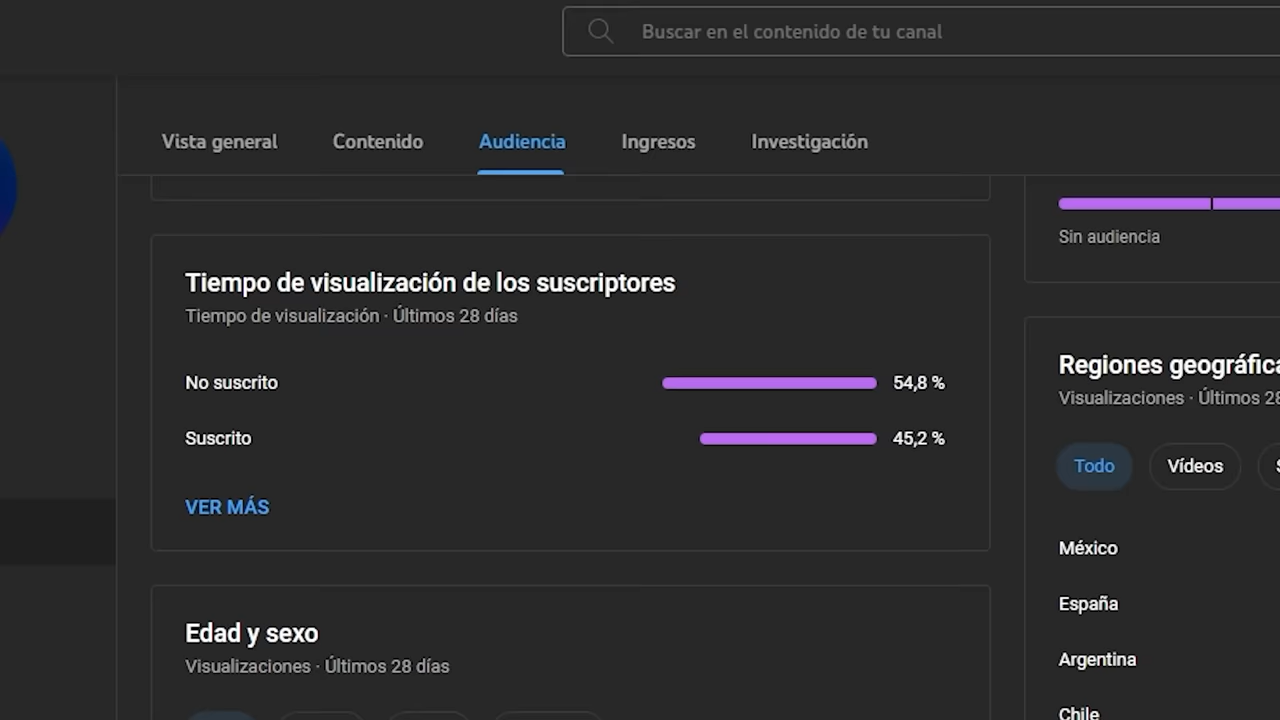 Buscar en el contenido de tu canal
Vista general
Contenido
Audiencia
Ingresos
Investigación
Tiempo de visualización de los suscriptores
Tiempo de visualización · Últimos 28 días
No suscrito
54,8 %
Suscrito
45,2 %
VER MÁS
Edad y sexo
Visualizaciones · Últimos 28 días
Sin audiencia
Regiones geográfica
Visualizaciones · Últimos 28
Todo
Vídeos
México
España
Argentina
Chile